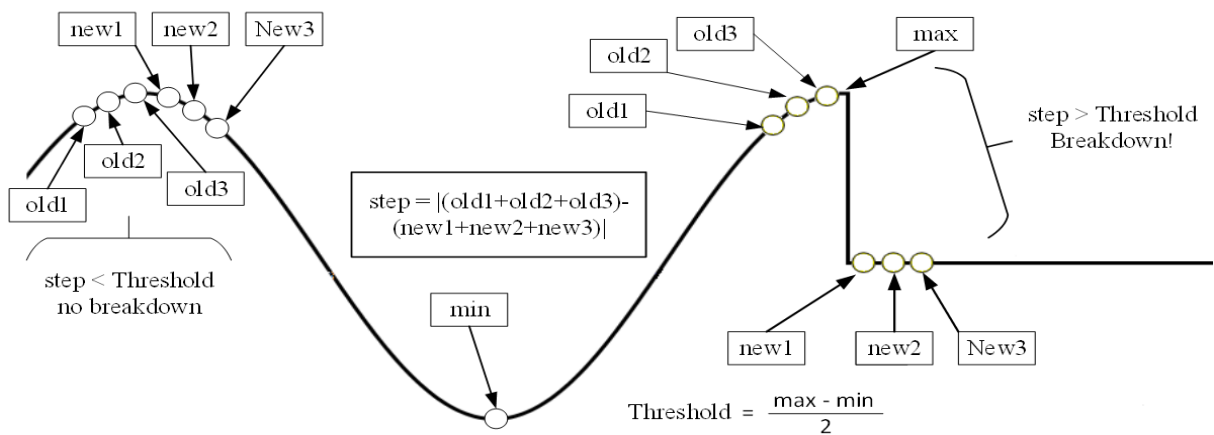 new1
new2
New3
old1
old2
old3
step < Threshold
no breakdown
step = |(old1+old2+old3)-
(new1+new2+new3)|
min
old3
max
old2
old1
step > Threshold
Breakdown!
new1
new2
New3
Threshold = max - min
2